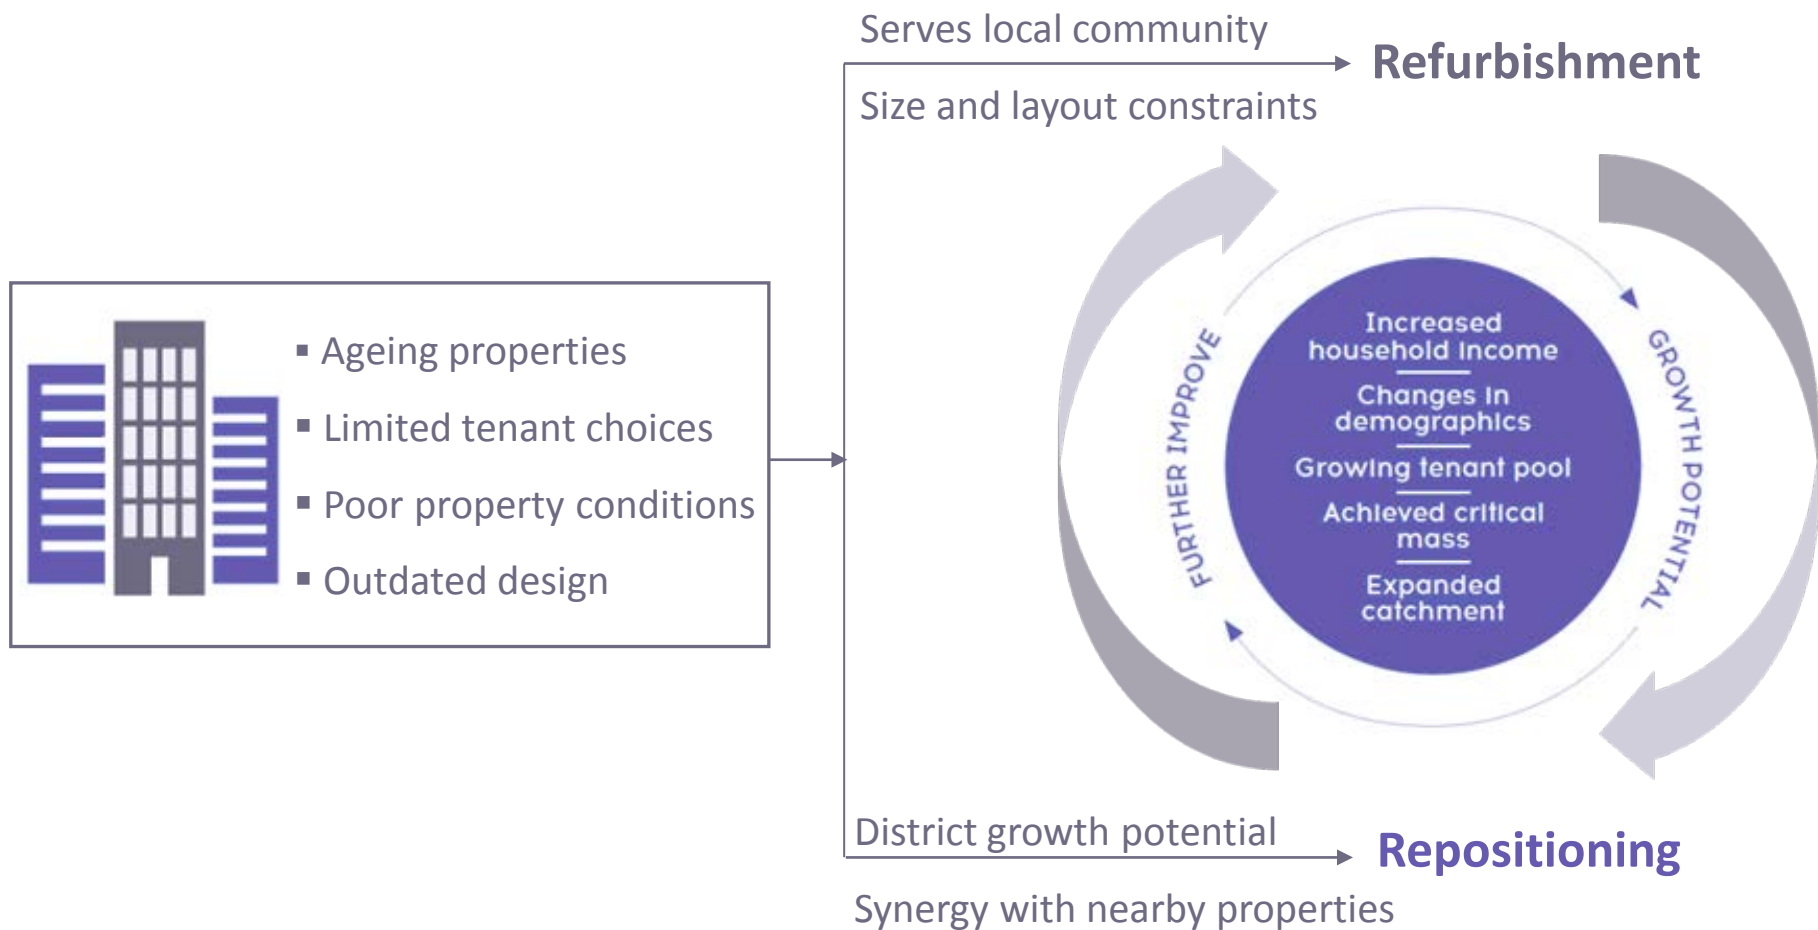 Serves local community
Refurbishment
Size and layout constraints
▪ Ageing properties
▪ Limited tenant choices
▪ Poor property conditions
▪ Outdated design
FURTHER IMPROVE
Increased
household Income
Changes in
demographics
Growing tenant pool
Achieved critical
mass
Expanded
catchment
GROWTH POTENTIAL
District growth potential
Repositioning
Synergy with nearby properties